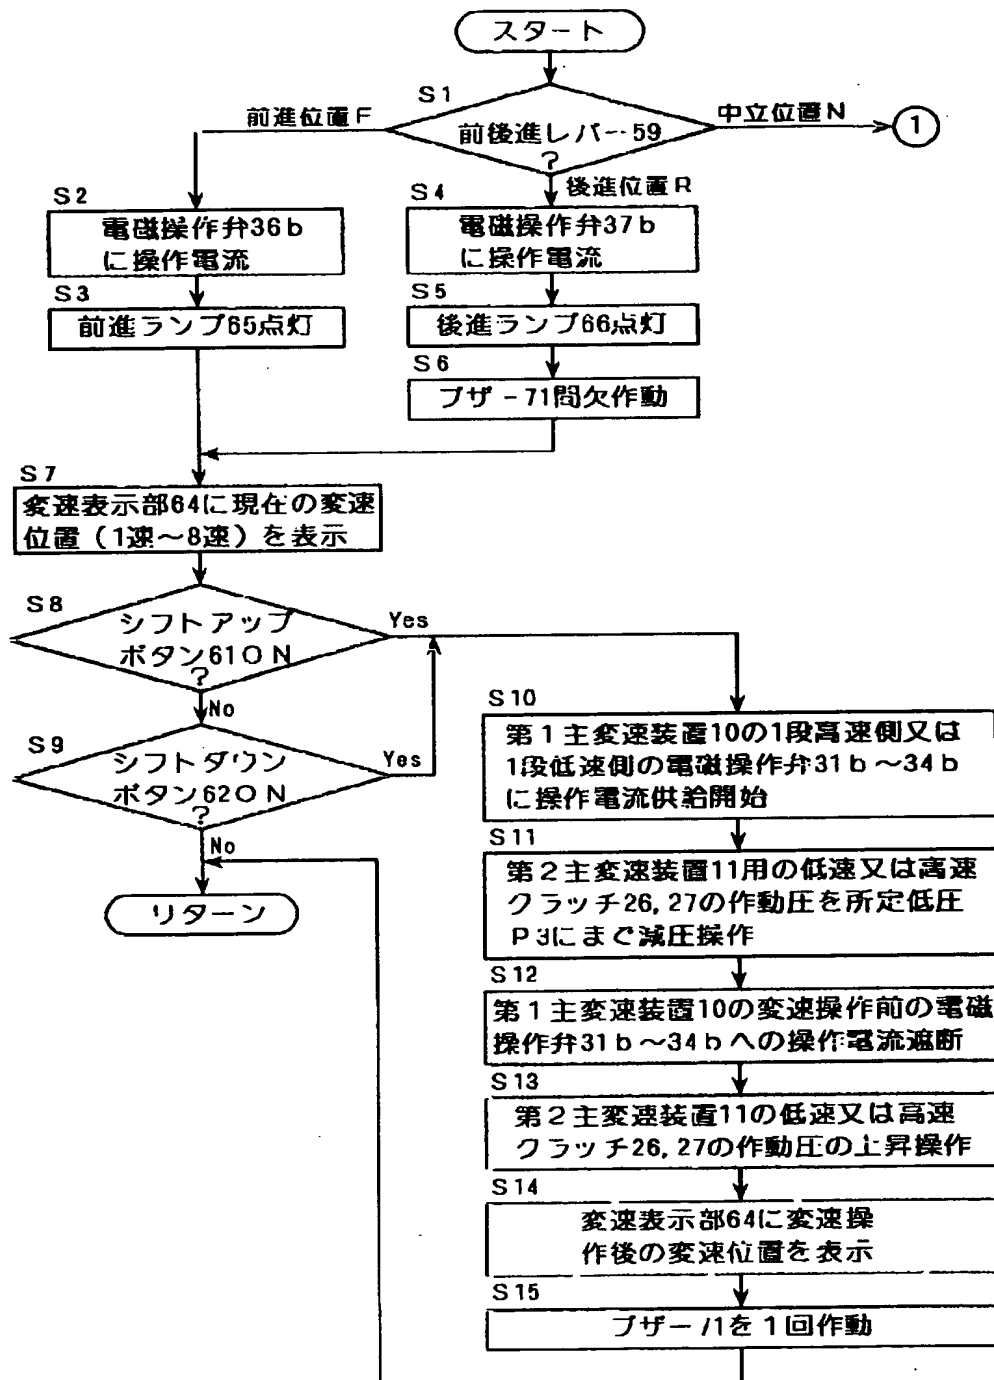 スタート
S1
前進位置F
前後進レバー59
?
中立位置N
1
S2
電磁操作弁36b
に操作電流
後進位置R
S4
電磁操作弁37b
に操作電流
S3
前進ランプ65点灯
S5
後進ランプ66点灯
S6
ブザー71間欠作動
S7
変速表示部64に現在の変速
位置(1速~8速)を表示
S8
シフトアップ
ボタン61ON
?
Yes
No
S9
シフトダウン
ボタン62ON
?
Yes
No
リターン
S10
第1主変速装置10の1段高速側又は
1段低速側の電磁操作弁31b~34b
に操作電流供給開始
S11
第2主変速装置11用の低速又は高速
クラッチ26,27の作動圧を所定低圧
P3にまで減圧操作
S12
第1主変速装置10の変速操作前の電磁
操作弁31b~34bへの操作電流遮断
S13
第2主変速装置11の低速又は高速
クラッチ26,27の作動圧の上昇操作
S14
変速表示部64に変速操
作後の変速位置を表示
S15
ブザー71を1回作動